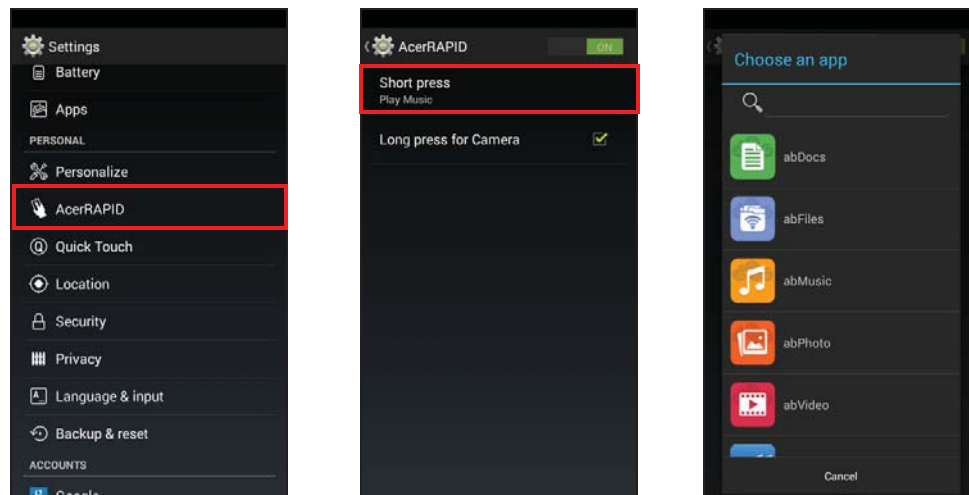 Settings
Battery
Apps
PERSONAL
Personalize
AcerRAPID
Quick Touch
Location
Security
Privacy
Language & input
Backup & reset
ACCOUNTS
Google
AcerRAPID
ON
Short press
Play Music
Long press for Camera
Choose an app
abDocs
abFiles
abMusic
abPhoto
abVideo
Cancel